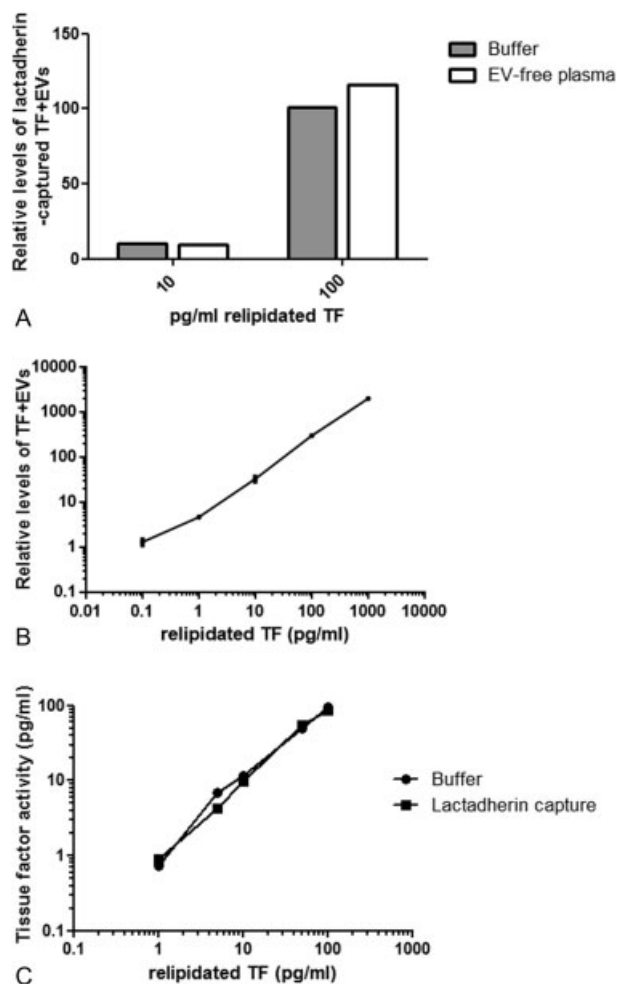 Relative levels of lactadherin
-captured TF+EVs
150
100
50
0
10
100
pg/ml relipidated TF
Buffer
EV-free plasma
A
Relative levels of TF+EVs
10000
1000
100
10
1
0.1
0.01 0.1 1 10 100 1000 10000
relipidated TF (pg/ml)
B
Tissue factor activity (pg/ml)
100
10
1
0.1
0.1 1 10 100 1000
relipidated TF (pg/ml)
Buffer
Lactadherin capture
C